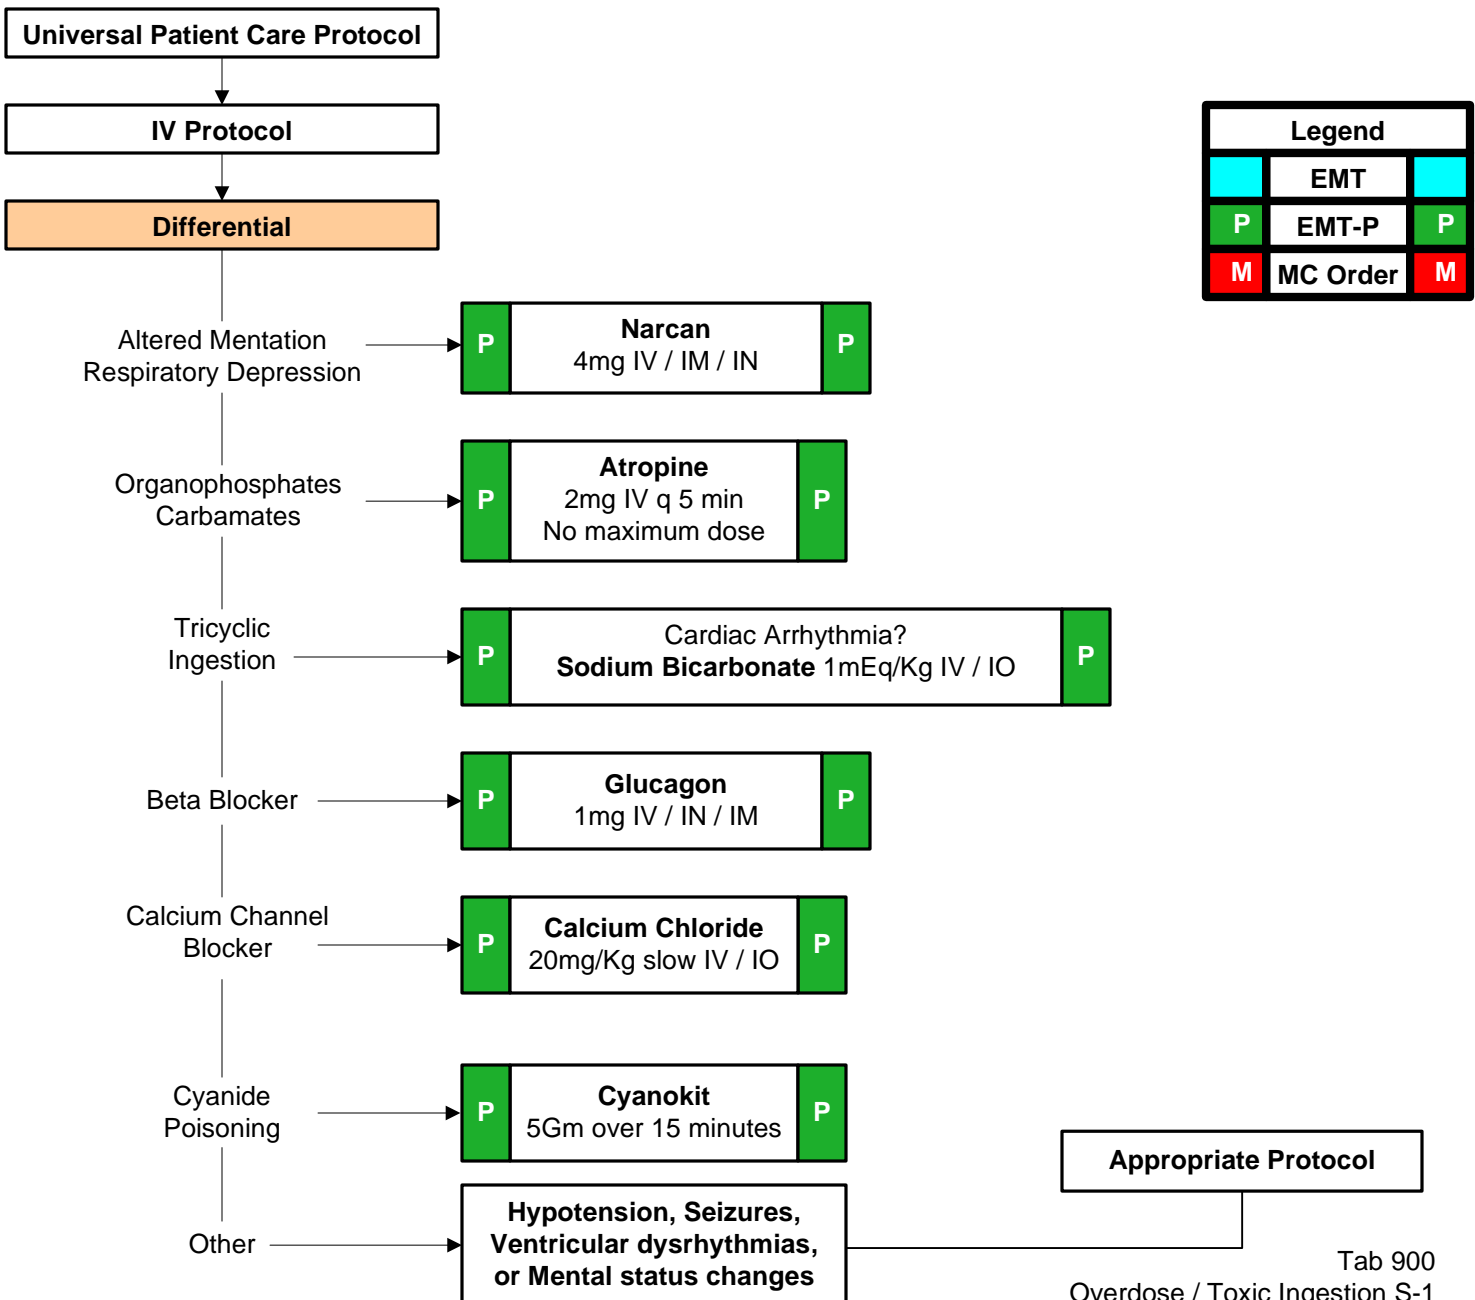 Universal Patient Care Protocol
IV Protocol
Differential
Legend
EMT
P EMT-P P
M MC Order M
Altered Mentation
Respiratory Depression
P
Narcan
4mg IV / IM / IN
P
Organophosphates
Carbamates
P
Atropine
2mg IV q 5 min
No maximum dose
P
Tricyclic
Ingestion
P
Cardiac Arrhythmia?
Sodium Bicarbonate 1mEq/Kg IV / IO
P
Beta Blocker
P
Glucagon
1mg IV / IN / IM
P
Calcium Channel
Blocker
P
Calcium Chloride
20mg/Kg slow IV / IO
P
Cyanide
Poisoning
P
Cyanokit
5Gm over 15 minutes
P
Other
Hypotension, Seizures,
Ventricular dysrhythmias,
or Mental status changes
Appropriate Protocol
Tab 900
Overdose / Toxic Ingestion S-1